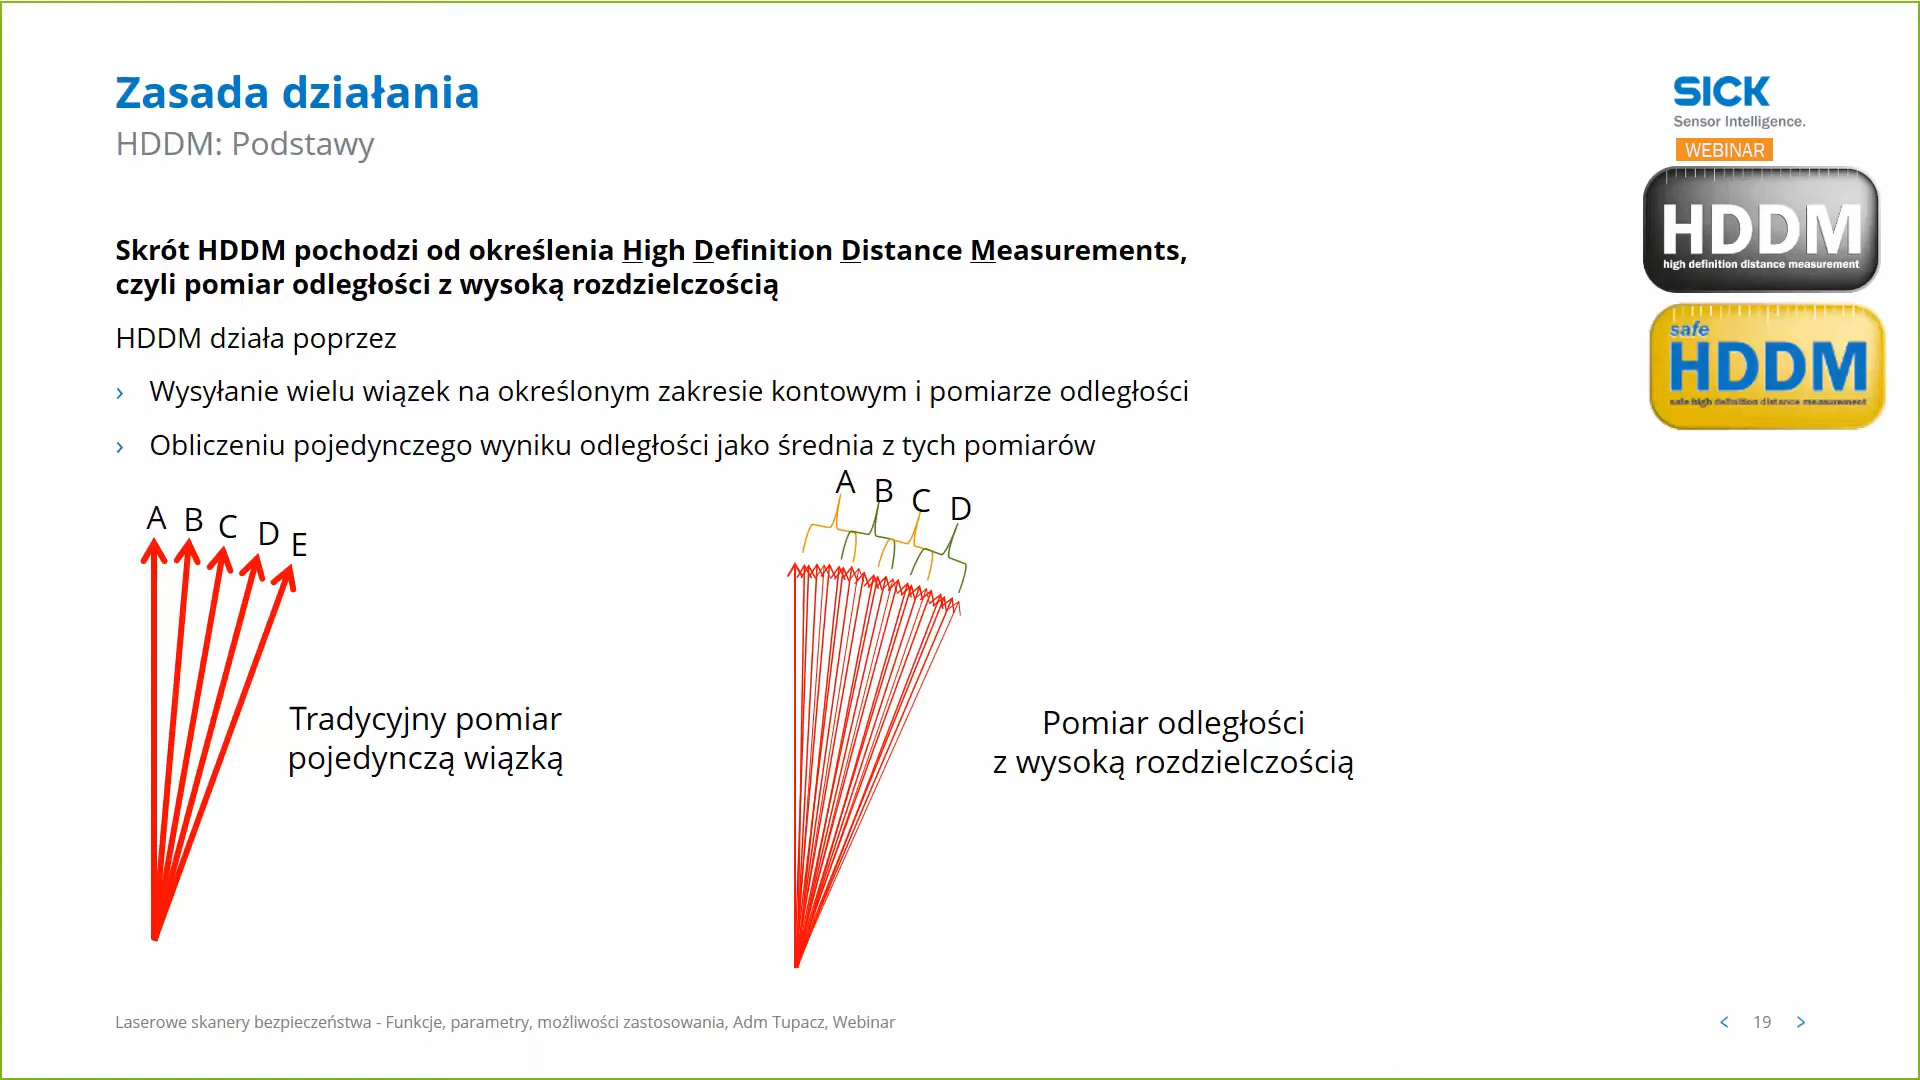 Zasada działania
HDDM: Podstawy
SICK
Sensor Intelligence.
WEBINAR
HDDM
high definition distance measurement
safe
HDDM
safe high definition distance measurement
Skrót HDDM pochodzi od określenia High Definition Distance Measurements,
czyli pomiar odległości z wysoką rozdzielczością
HDDM działa poprzez
› Wysyłanie wielu wiązek na określonym zakresie kontowym i pomiarze odległości
› Obliczeniu pojedynczego wyniku odległości jako średnia z tych pomiarów
A B C D E
Tradycyjny pomiar
pojedynczą wiązką
A B C D
Pomiar odległości
z wysoką rozdzielczością
Laserowe skanery bezpieczeństwa - Funkcje, parametry, możliwości zastosowania, Adm Tupacz, Webinar
< 19 >